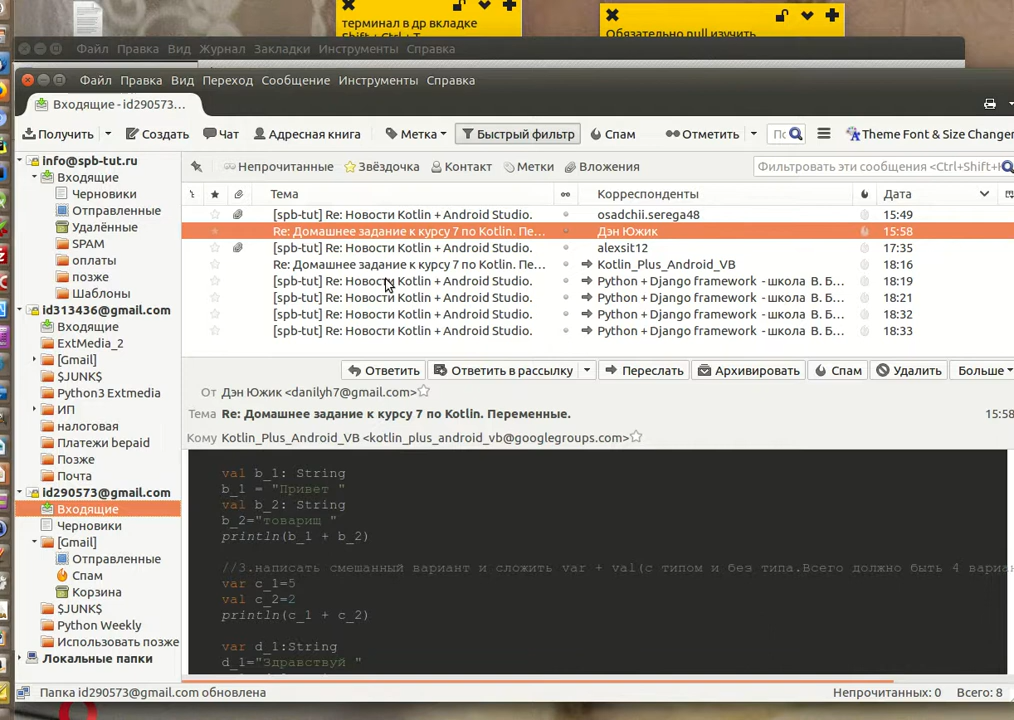 терминал в др вкладке
Shift + Ctrl + T
Обязательно null изучить
Файл Правка Вид Журнал Закладки Инструменты Справка
Файл Правка Вид Переход Сообщение Инструменты Справка
Входящие - id290573...
Получить Создать Чат Адресная книга Метка Быстрый фильтр Спам Отметить Theme Font & Size Changer
Непрочитанные Звёздочка Контакт Метки Вложения Фильтровать эти сообщения <Ctrl+Shift+
Тема Корреспонденты Дата
[spb-tut] Re: Новости Kotlin + Android Studio. osadchii.serega48 15:49
Re: Домашнее задание к курсу 7 по Kotlin. Пе... Дэн Южик 15:58
[spb-tut] Re: Новости Kotlin + Android Studio. alexsit12 17:35
Re: Домашнее задание к курсу 7 по Kotlin. Пе... Kotlin_Plus_Android_VB 18:16
[spb-tut] Re: Новости Kotlin + Android Studio. Python + Django framework - школа В. Б... 18:19
[spb-tut] Re: Новости Kotlin + Android Studio. Python + Django framework - школа В. Б... 18:21
[spb-tut] Re: Новости Kotlin + Android Studio. Python + Django framework - школа В. Б... 18:32
[spb-tut] Re: Новости Kotlin + Android Studio. Python + Django framework - школа В. Б... 18:33
info@spb-tut.ru
Входящие
Черновики
Отправленные
Удалённые
SPAM
оплаты
позже
Шаблоны
id313436@gmail.com
Входящие
ExtMedia_2
[Gmail]
$JUNK$
Python3 Extmedia
ИП
налоговая
Платежи bepaid
Позже
Почта
id290573@gmail.com
Входящие
Черновики
[Gmail]
Отправленные
Спам
Корзина
$JUNK$
Python Weekly
Использовать позже
Локальные папки
Ответить Ответить в рассылку Переслать Архивировать Спам Удалить Больше
От Дэн Южик <danilyh7@gmail.com>
Тема Re: Домашнее задание к курсу 7 по Kotlin. Переменные. 15:58
Кому Kotlin_Plus_Android_VB <kotlin_plus_android_vb@googlegroups.com>
val b_1: String
b_1 = "Привет "
val b_2: String
b_2="товарищ "
println(b_1 + b_2)
//3.написать смешанный вариант и сложить var + val(с типом и без типа.Всего должно быть 4 вариан
var c_1=5
val c_2=2
println(c_1 + c_2)
var d_1:String
d_1="Здравствуй "
Папка id290573@gmail.com обновлена Непрочитанных: 0 Всего: 8